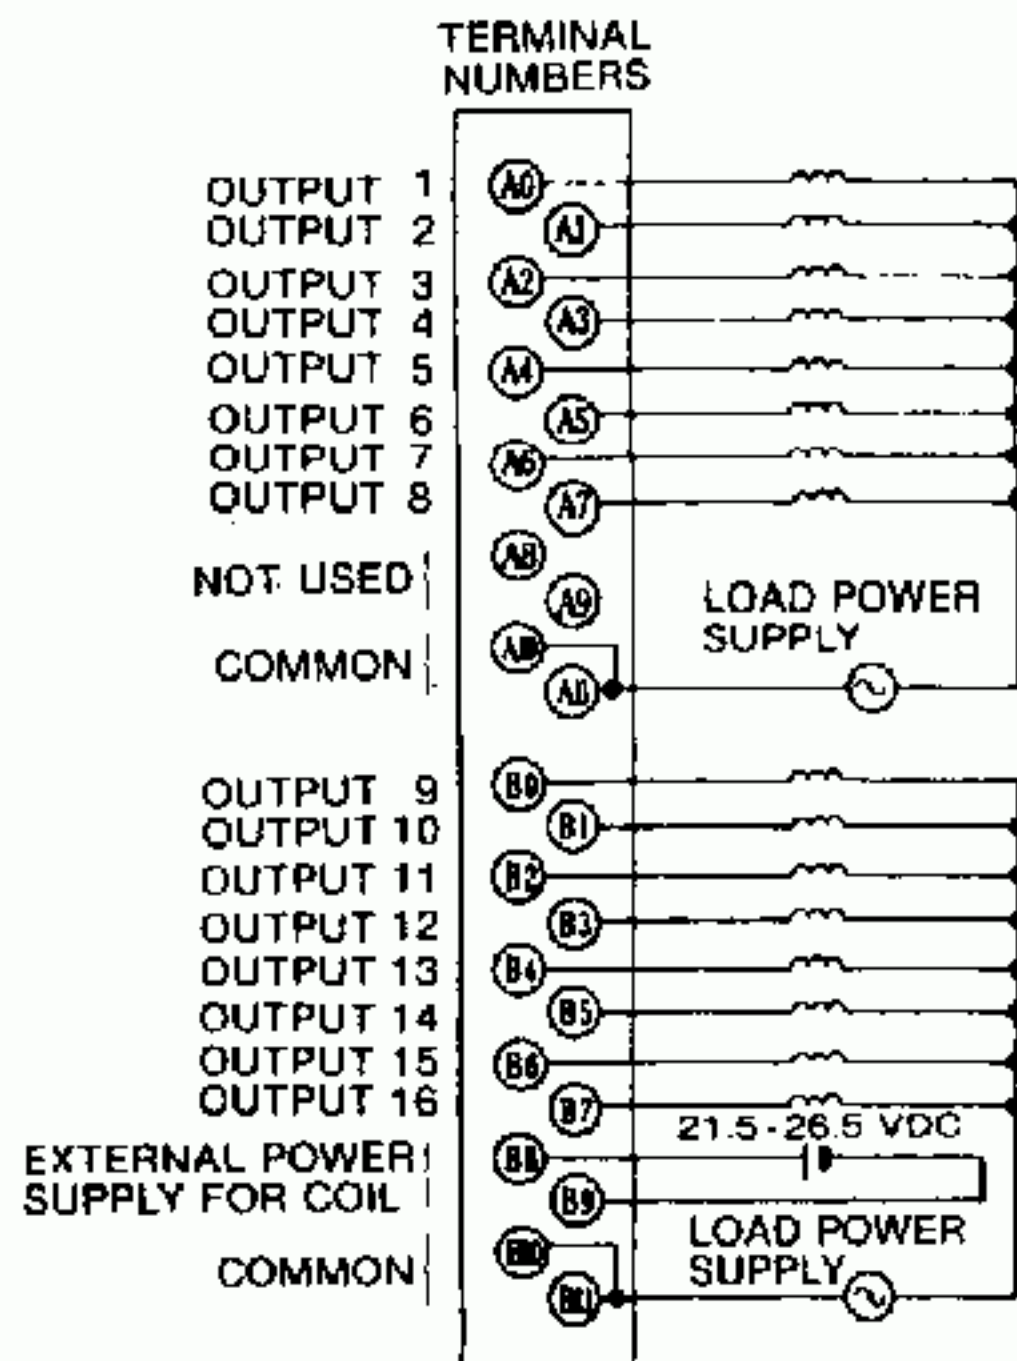 TERMINAL
NUMBERS
OUTPUT 1 A0
OUTPUT 2 A1
OUTPUT 3 A2
OUTPUT 4 A3
OUTPUT 5 A4
OUTPUT 6 A5
OUTPUT 7 A6
OUTPUT 8 A7
A8
NOT USED A9
LOAD POWER
SUPPLY
COMMON A10
A11
OUTPUT 9 B0
OUTPUT 10 B1
OUTPUT 11 B2
OUTPUT 12 B3
OUTPUT 13 B4
OUTPUT 14 B5
OUTPUT 15 B6
OUTPUT 16 B7
21.5-26.5 VDC
EXTERNAL POWER B8
SUPPLY FOR COIL B9
LOAD POWER
SUPPLY
COMMON B10
B11